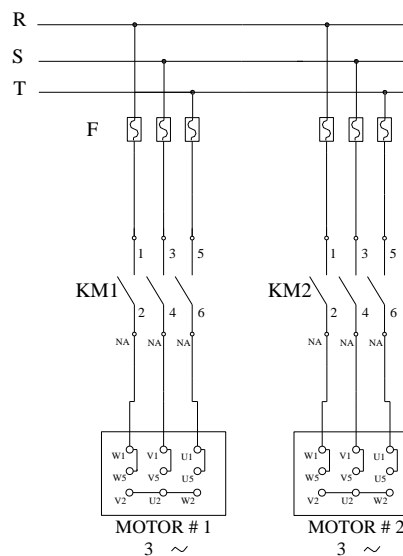 R
S
T
F
1 3 5 1 3 5
KM1 KM2
2 4 6 2 4 6
NA NA NA NA NA NA
W1 V1 U1 W1 V1 U1
W5 V5 U5 W5 V5 U5
V2 U2 W2 V2 U2 W2
MOTOR # 1 MOTOR # 2
3 ~ 3 ~